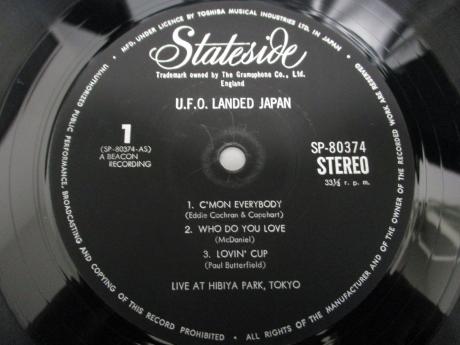 MFD. UNDER LICENCE BY TOSHIBA MUSICAL INDUSTRIES LTD. IN JAPAN. • ALL RIGHTS OF THE MANUFACTURER AND OF THE OWNER OF THE RECORDED WORK ARE RESERVED
UNAUTHORIZED PUBLIC PERFORMANCE, BROADCASTING AND COPYING OF THIS RECORD PROHIBITED •
Stateside
Trademark owned by The Gramophone Co., Ltd.
England
U.F.O. LANDED JAPAN
1
(SP-80374-AS)
A BEACON
RECORDING
SP-80374
STEREO
33⅓ r. p. m.
1. C'MON EVERYBODY
(Eddie Cochran & Capehart)
2. WHO DO YOU LOVE
(McDaniel)
3. LOVIN' CUP
(Paul Butterfield)
LIVE AT HIBIYA PARK, TOKYO